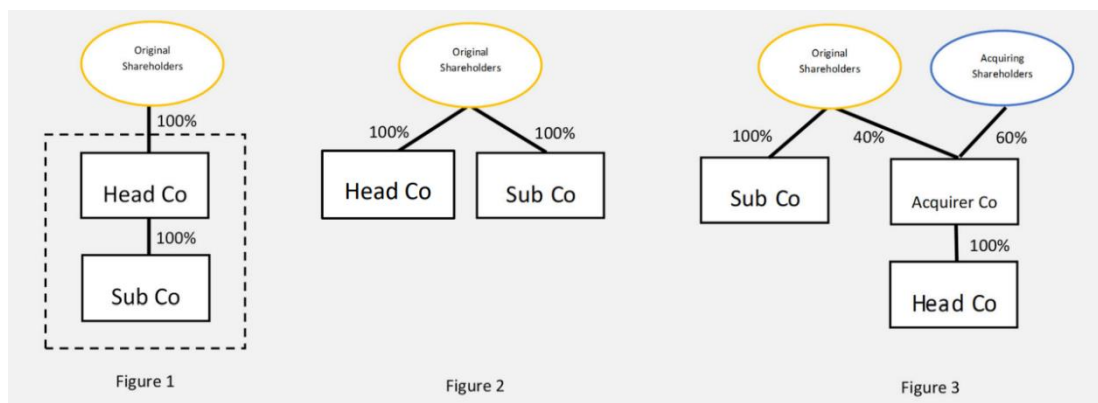 Original
Shareholders
100%
Head Co
100%
Sub Co
Figure 1
Original
Shareholders
100%
100%
Head Co
Sub Co
Figure 2
Original
Shareholders
Acquiring
Shareholders
100%
40%
60%
Sub Co
Acquirer Co
100%
Head Co
Figure 3